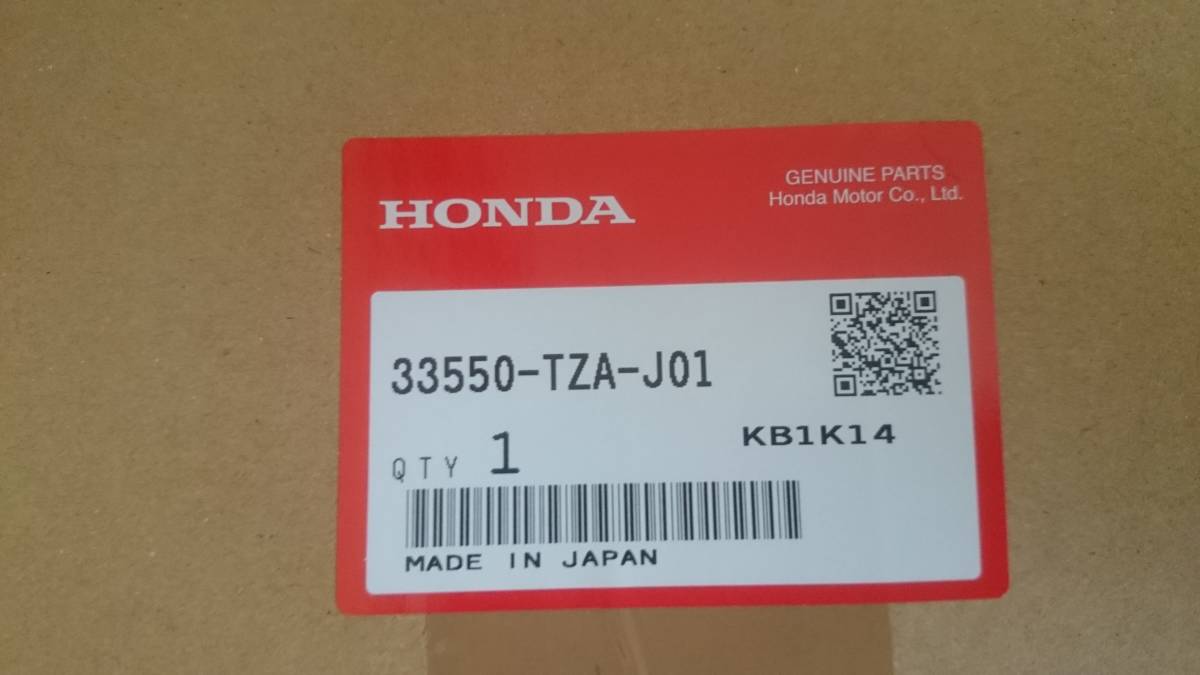 HONDA
GENUINE PARTS
Honda Motor Co., Ltd.
33550-TZA-J01
KB1K14
QTY 1
MADE IN JAPAN